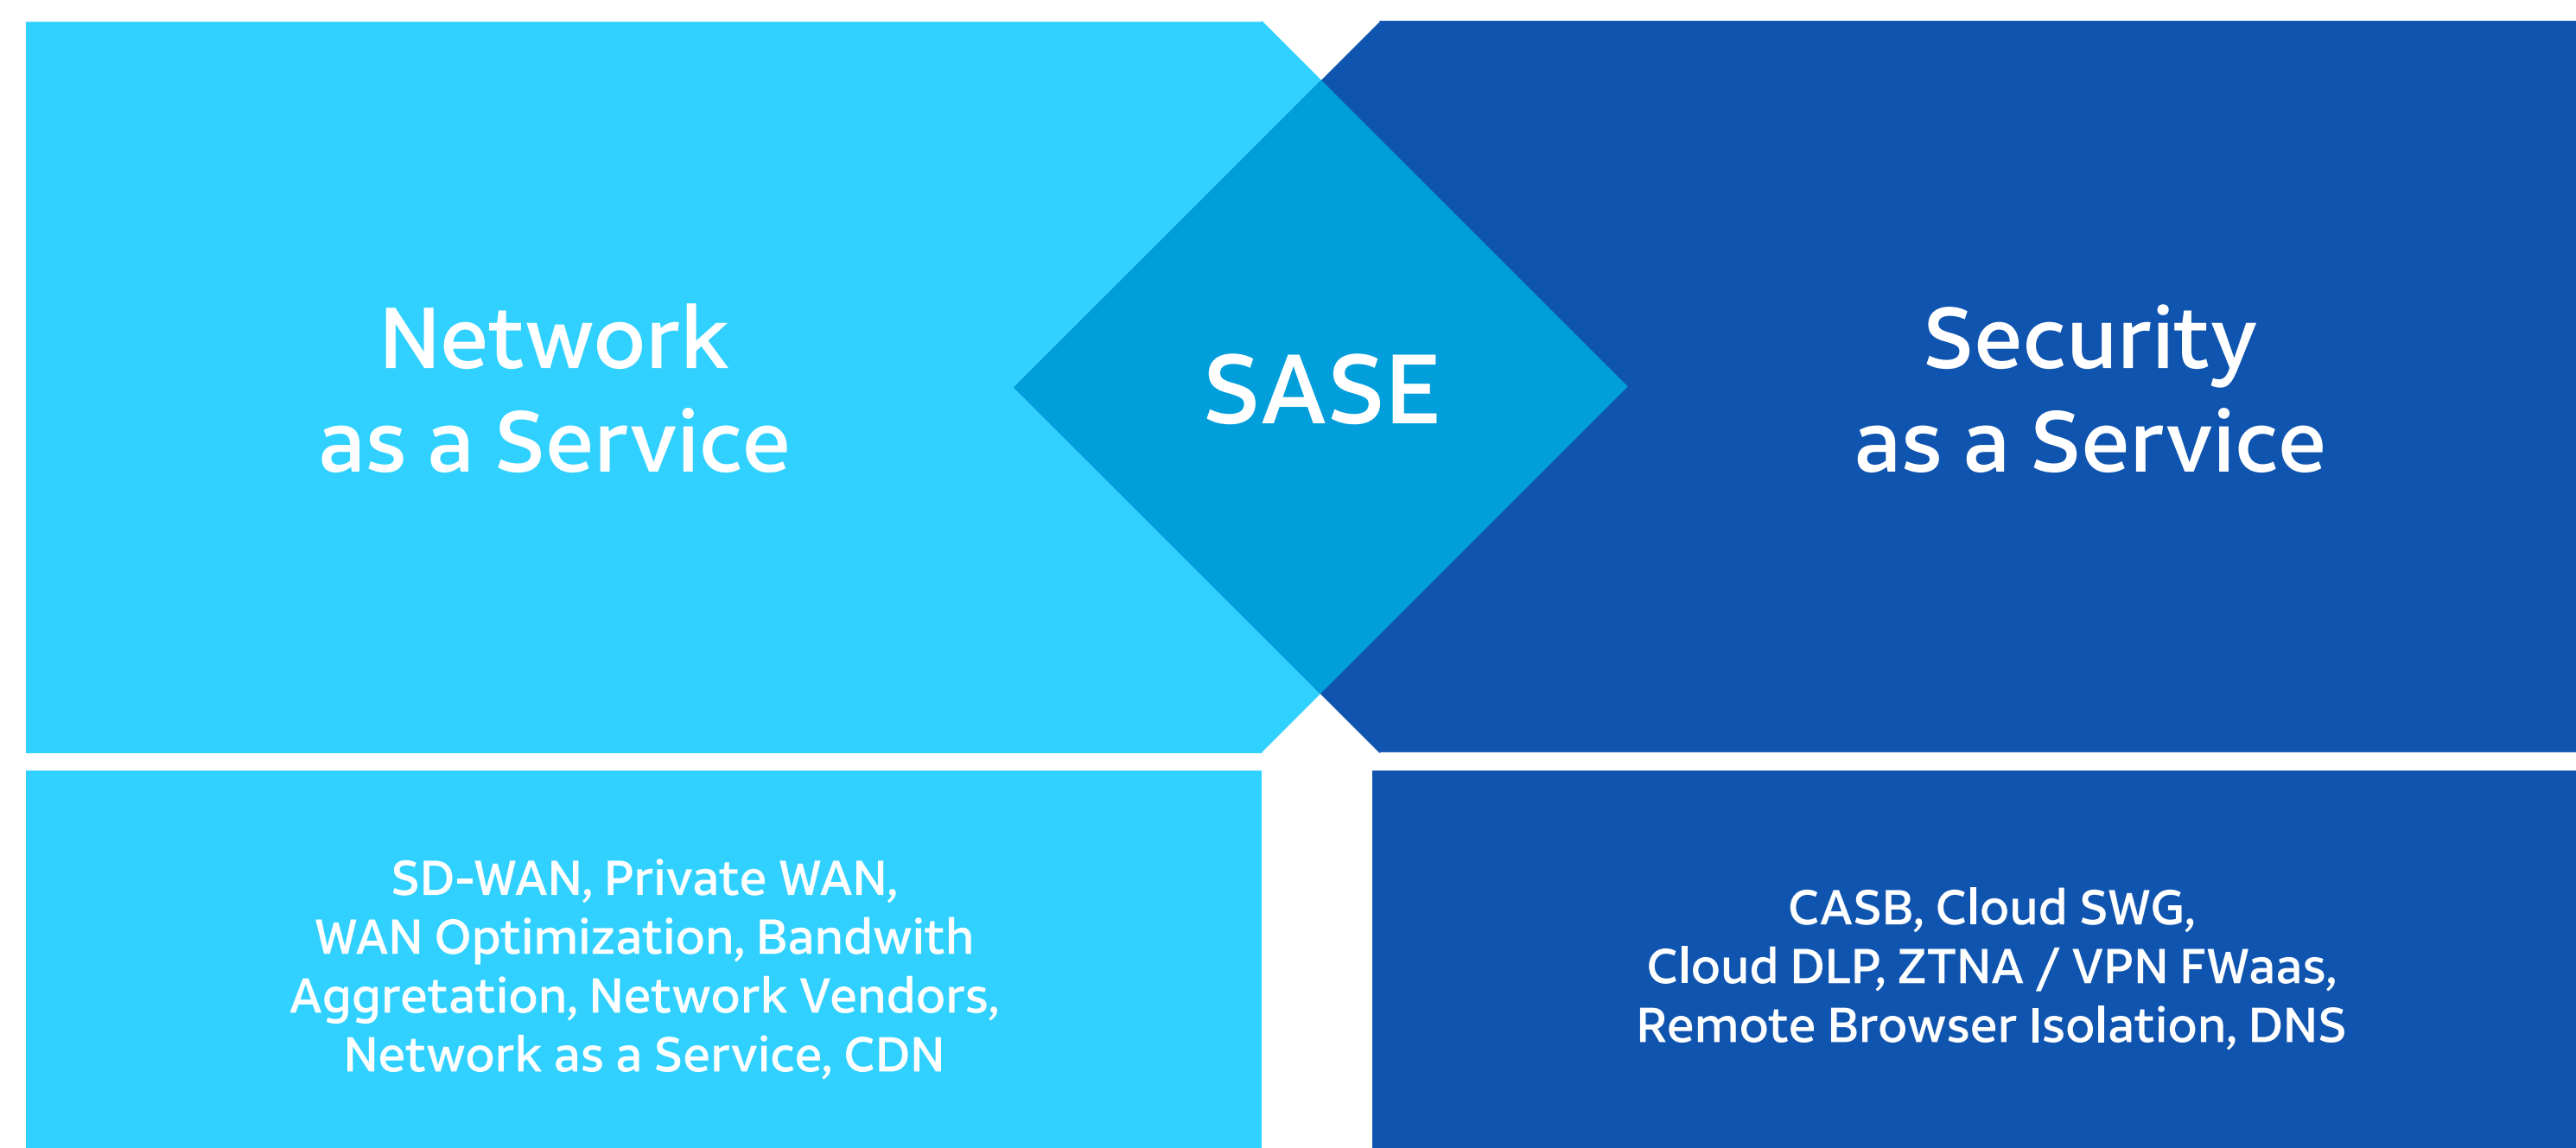 Network
as a Service
SASE
Security
as a Service
SD-WAN, Private WAN,
WAN Optimization, Bandwith
Aggretation, Network Vendors,
Network as a Service, CDN
CASB, Cloud SWG,
Cloud DLP, ZTNA / VPN FWaas,
Remote Browser Isolation, DNS